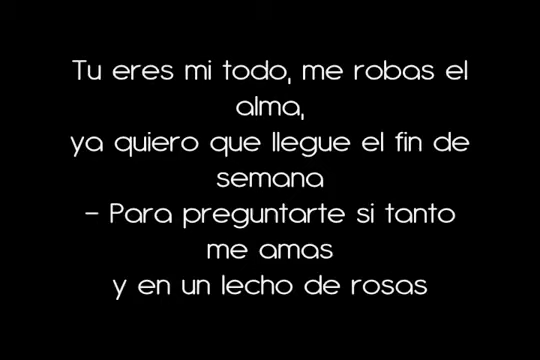 Tu eres mi todo, me robas el
alma,
ya quiero que llegue el fin de
semana
- Para preguntarte si tanto
me amas
y en un lecho de rosas